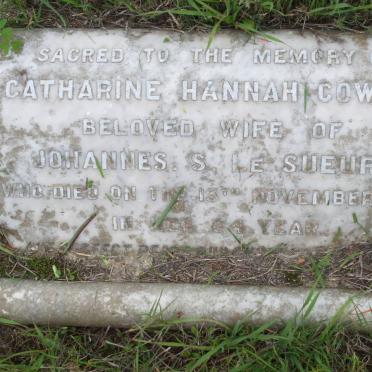 SACRED TO THE MEMORY
CATHARINE HANNAH COW
BELOVED WIFE OF
JOHANNES. S. LE SUEUR
WHO DIED ON THE 13TH NOVEMBER
IN YEAR.